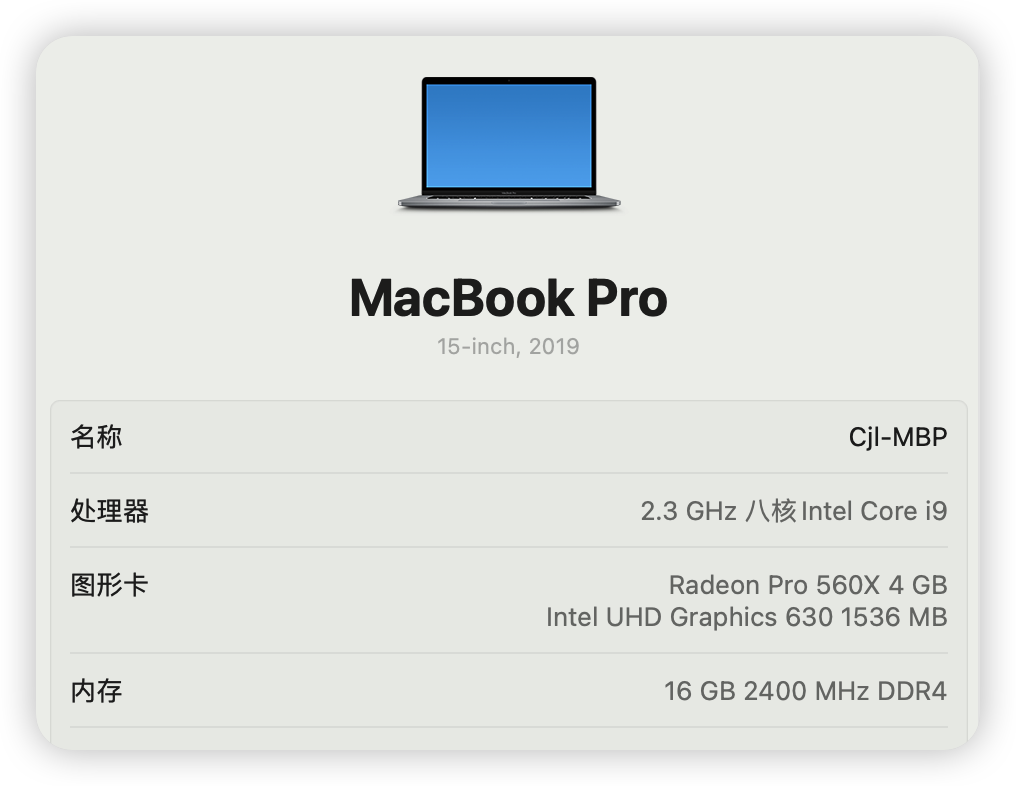 MacBook Pro
15-inch, 2019
名称 Cjl-MBP
处理器 2.3 GHz 八核Intel Core i9
图形卡 Radeon Pro 560X 4 GB
Intel UHD Graphics 630 1536 MB
内存 16 GB 2400 MHz DDR4